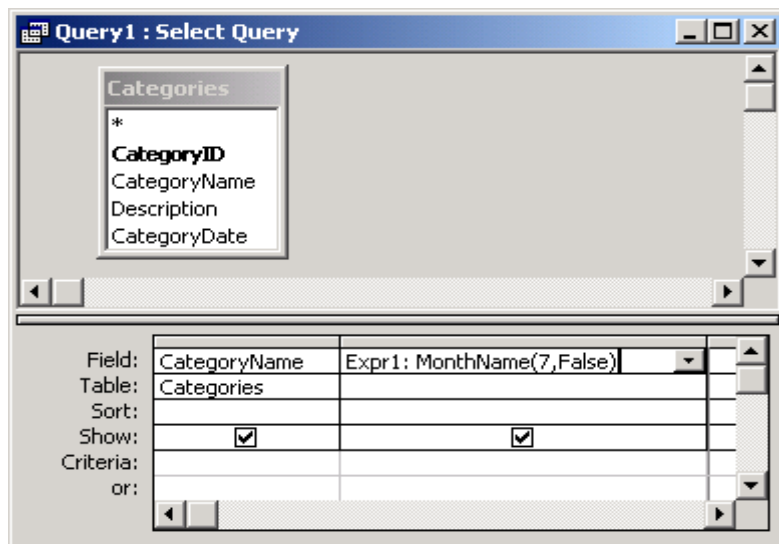 Query1 : Select Query
Categories
*
CategoryID
CategoryName
Description
CategoryDate
Field: CategoryName Expr1: MonthName(7,False)
Table: Categories
Sort:
Show:
Criteria:
or: